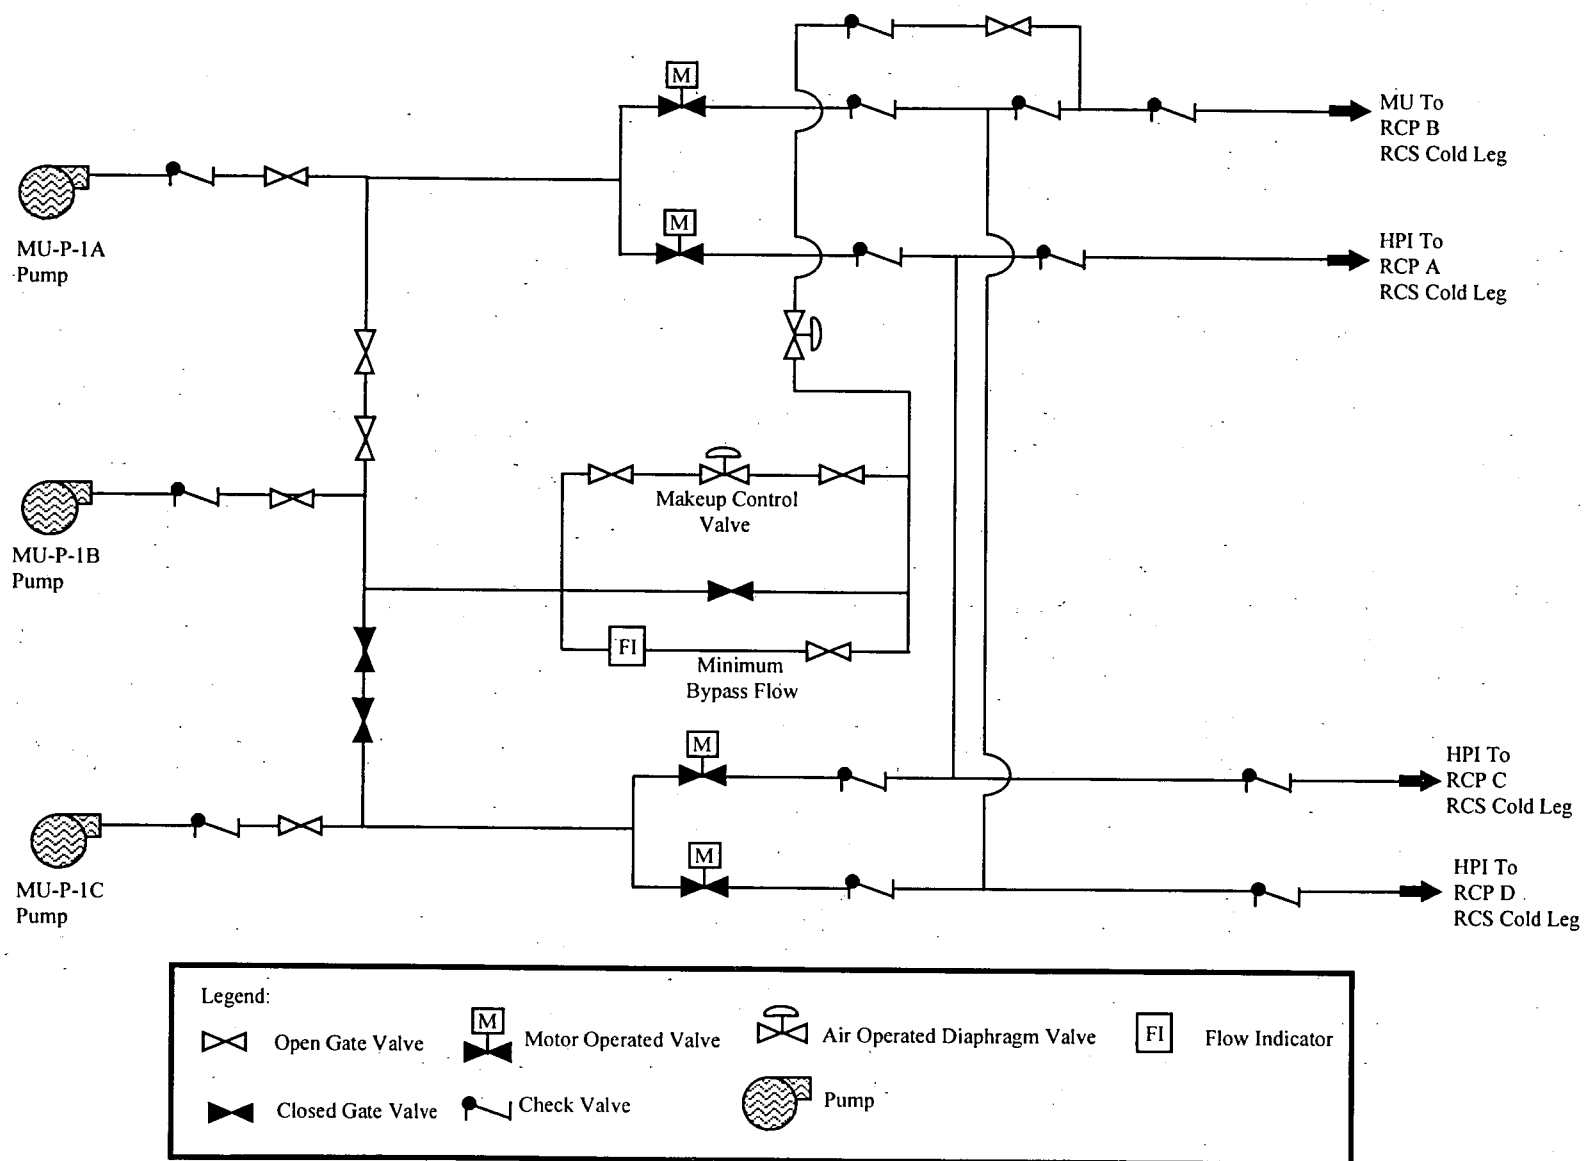 M
MU To
RCP B
RCS Cold Leg
MU-P-1A
Pump
M
HPI To
RCP A
RCS Cold Leg
Makeup Control
Valve
MU-P-1B
Pump
FI
Minimum
Bypass Flow
M
HPI To
RCP C
RCS Cold Leg
MU-P-1C
Pump
M
HPI To
RCP D
RCS Cold Leg
Legend:
Open Gate Valve
M
Motor Operated Valve
Air Operated Diaphragm Valve
FI
Flow Indicator
Closed Gate Valve
Check Valve
Pump